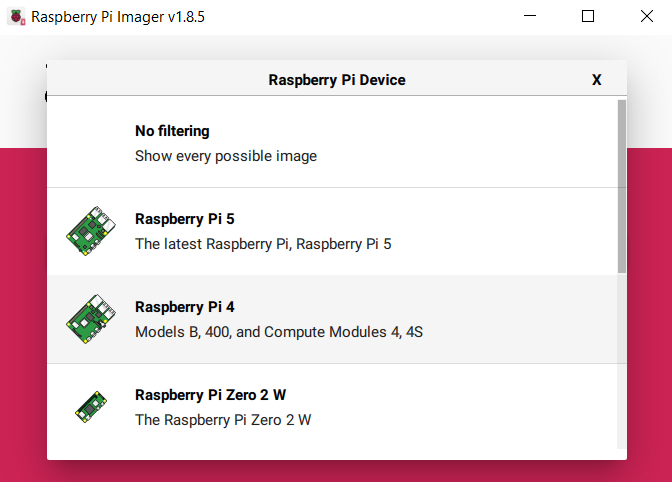 Raspberry Pi Imager v1.8.5
Raspberry Pi Device
X
No filtering
Show every possible image
Raspberry Pi 5
The latest Raspberry Pi, Raspberry Pi 5
Raspberry Pi 4
Models B, 400, and Compute Modules 4, 4S
Raspberry Pi Zero 2 W
The Raspberry Pi Zero 2 W